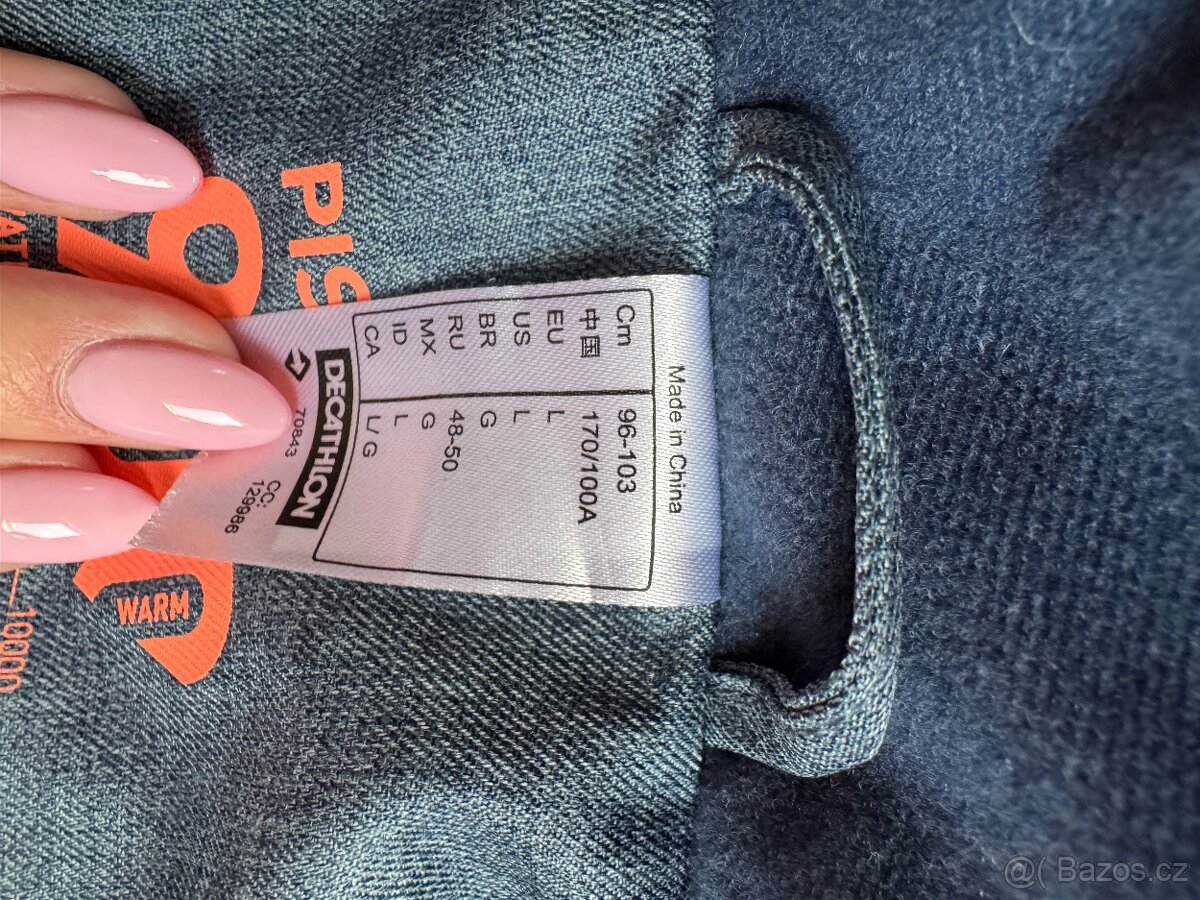 Made in China
Cm 96-103
中国 170/100A
EU L
US L
BR G
RU 48-50
MX G
ID L
CA L/G
DECATHLON
70843
CC:
129986
PIS
WARM
10000
@( Bazos.cz